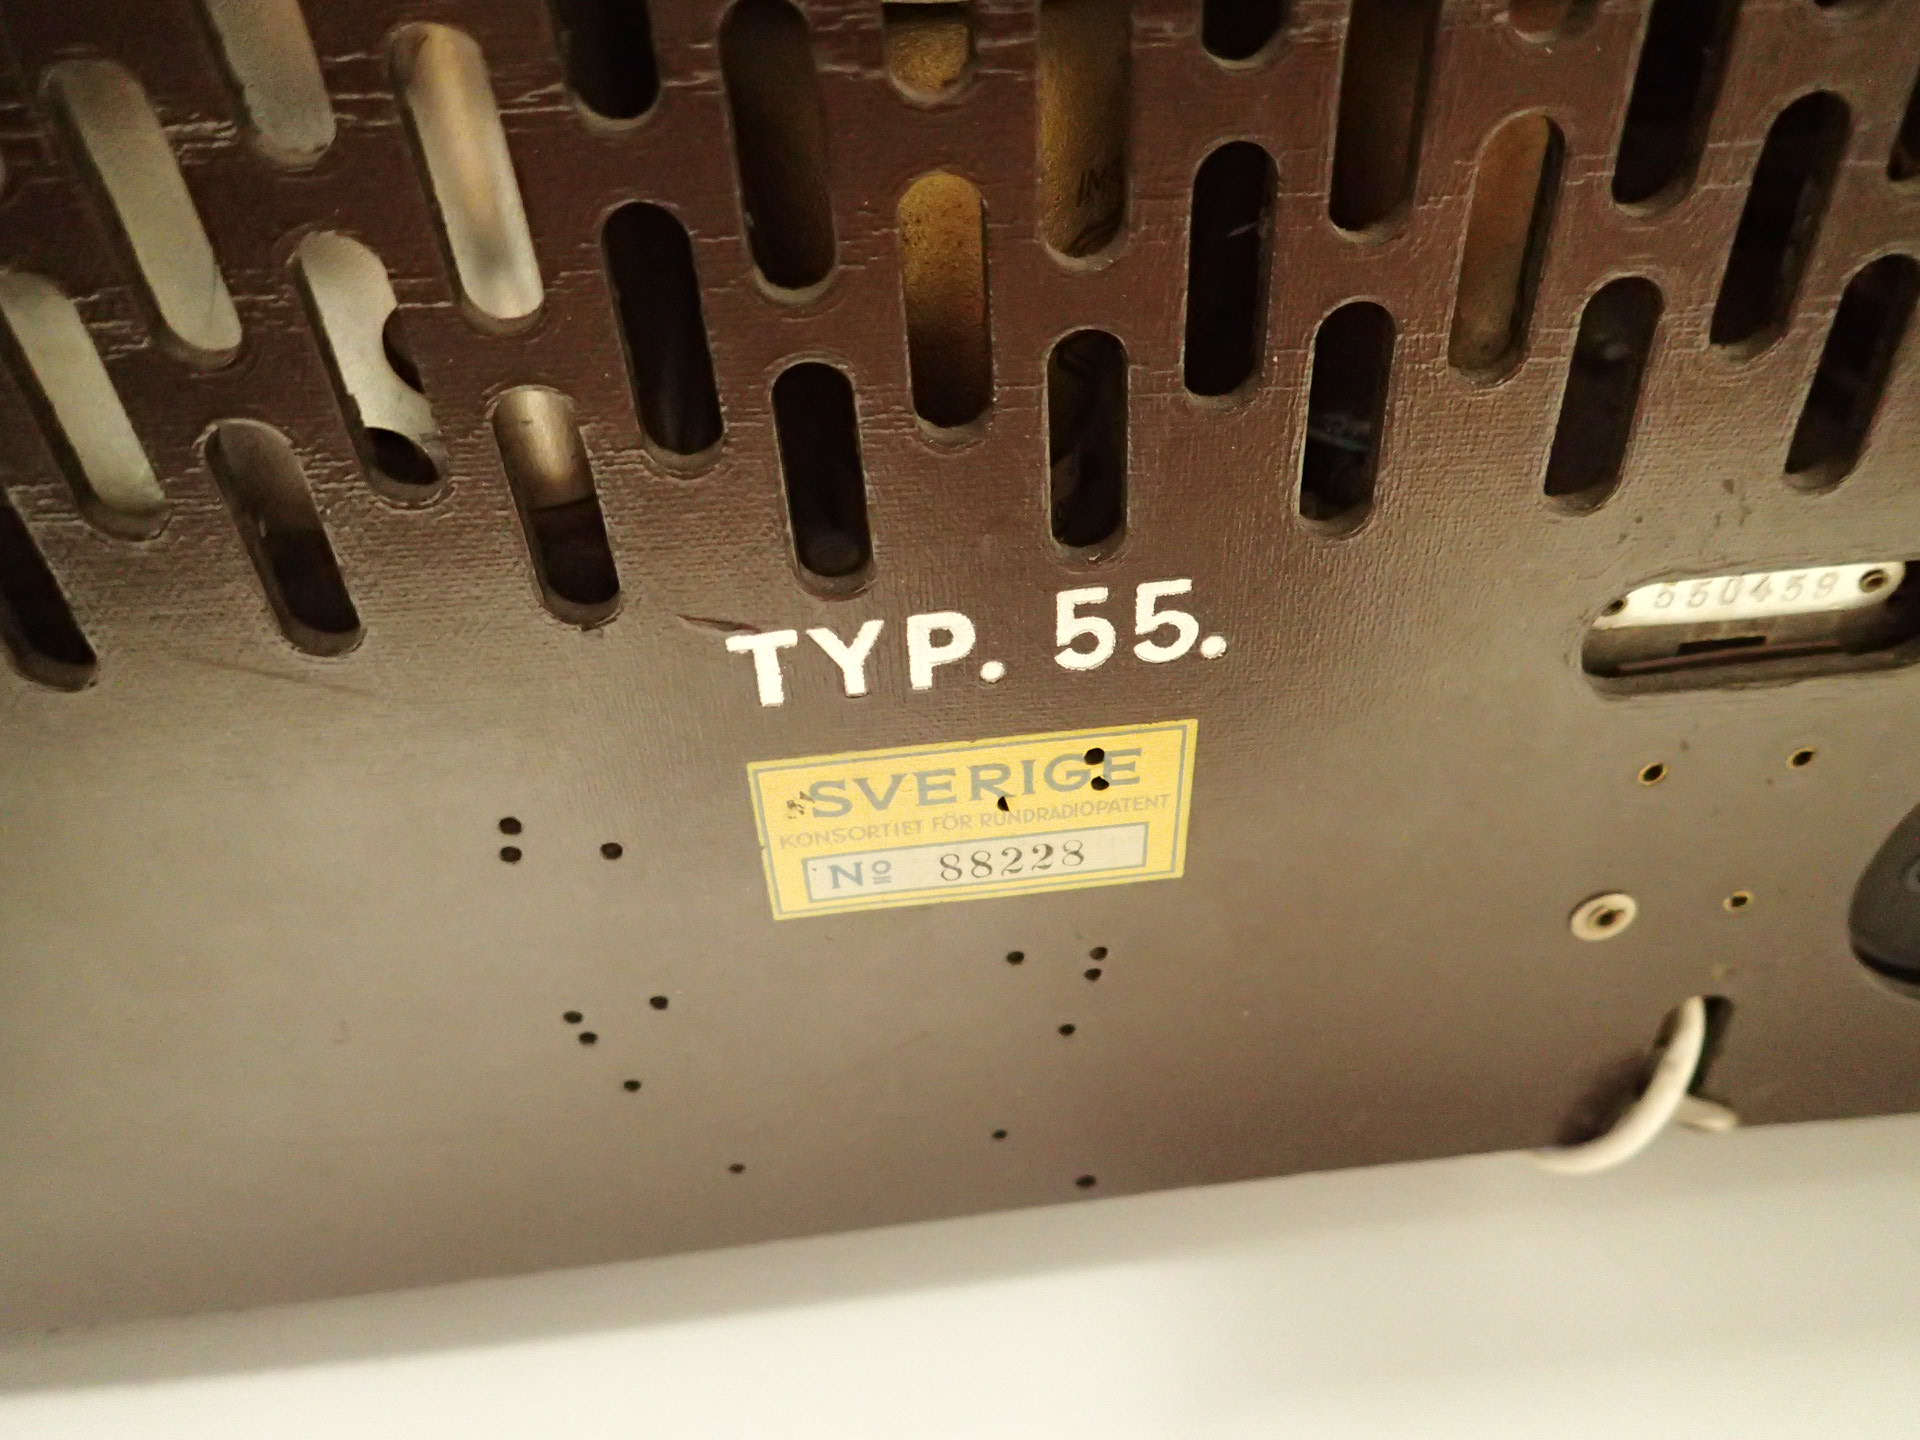 TYP. 55.
550459
SVERIGE
KONSORTIET FÖR RUNDRADIOPATENT
Nº 88228